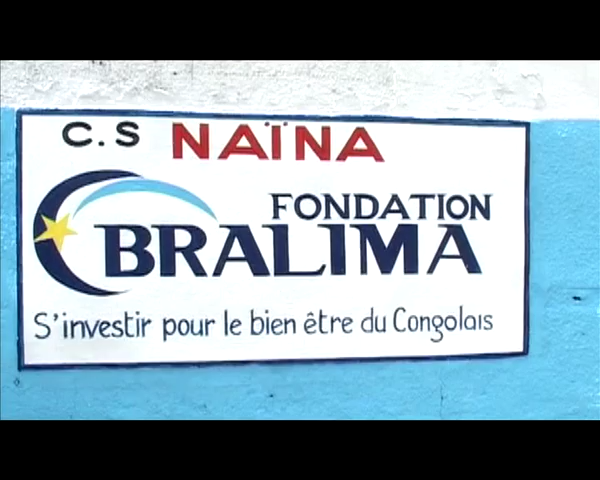 C.S NAÏNA
FONDATION
BRALIMA
S'investir pour le bien être du Congolais